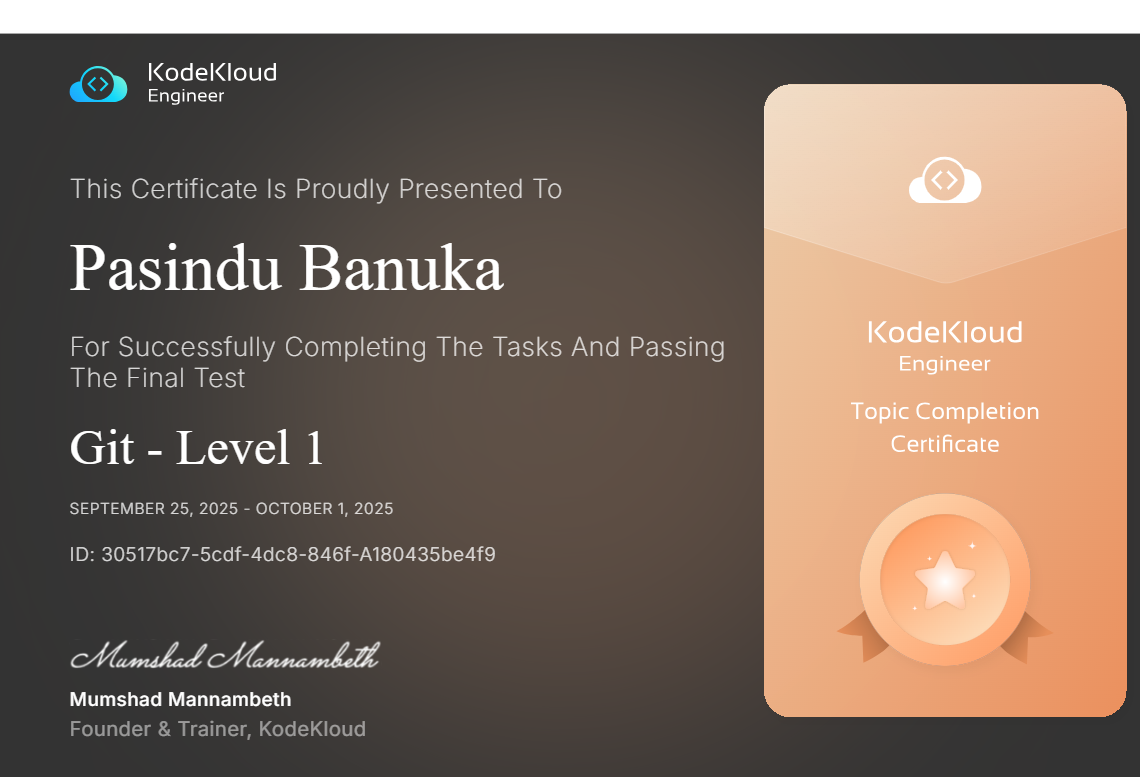 KodeKloud
Engineer
This Certificate Is Proudly Presented To
Pasindu Banuka
For Successfully Completing The Tasks And Passing
The Final Test
Git - Level 1
SEPTEMBER 25, 2025 - OCTOBER 1, 2025
ID: 30517bc7-5cdf-4dc8-846f-A180435be4f9
Mumshad Mannambeth
Mumshad Mannambeth
Founder & Trainer, KodeKloud
KodeKloud
Engineer
Topic Completion
Certificate